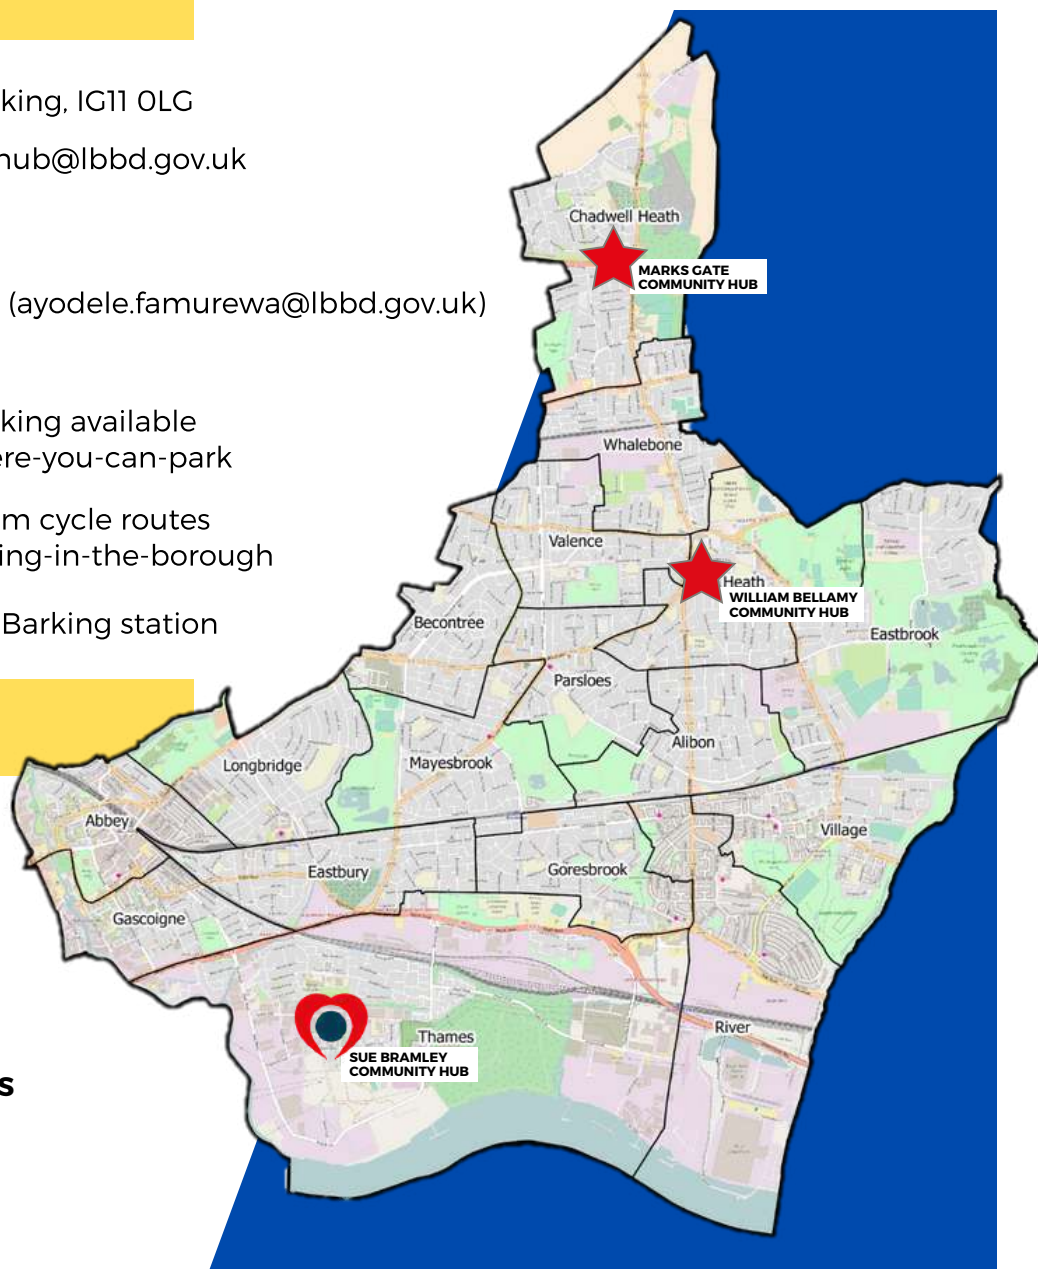 king, IG11 0LG
hub@lbbd.gov.uk
(ayodele.famurewa@lbbd.gov.uk)
king available
ere-you-can-park
m cycle routes
ing-in-the-borough
Barking station
s
Chadwell Heath
MARKS GATE
COMMUNITY HUB
Whalebone
Valence
Heath
WILLIAM BELLAMY
COMMUNITY HUB
Becontree
Eastbrook
Parsloes
Alibon
Longbridge
Mayesbrook
Abbey
Village
Eastbury
Goresbrook
Gascoigne
Thames
River
SUE BRAMLEY
COMMUNITY HUB